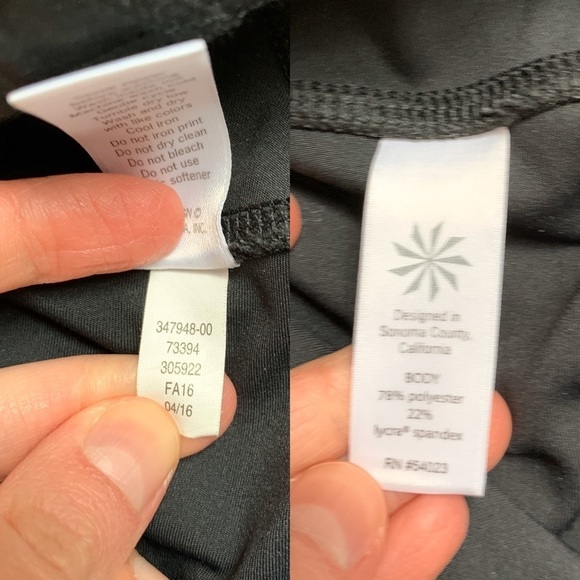 Tumble dry low
Wash and dry
with like colors
Cool iron
Do not iron print
Do not dry clean
Do not bleach
Do not use
softener
INC.
347948-00
73394
305922
FA16
04/16
Designed in
Sonoma County,
California
BODY
78% polyester
22%
lycra® spandex
RN #54023